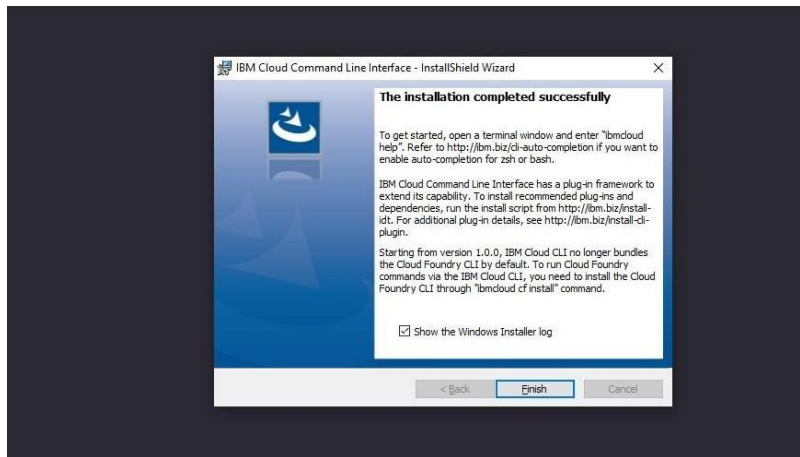 IBM Cloud Command Line Interface - InstallShield Wizard
The installation completed successfully
To get started, open a terminal window and enter "ibmcloud
help". Refer to http://ibm.biz/cli-auto-completion if you want to
enable auto-completion for zsh or bash.
IBM Cloud Command Line Interface has a plug-in framework to
extend its capability. To install recommended plug-ins and
dependencies, run the install script from http://ibm.biz/install-
idt. For additional plug-in details, see http://ibm.biz/install-cli-
plugin.
Starting from version 1.0.0, IBM Cloud CLI no longer bundles
the Cloud Foundry CLI by default. To run Cloud Foundry
commands via the IBM Cloud CLI, you need to install the Cloud
Foundry CLI through "ibmcloud cf install" command.
Show the Windows Installer log
< Back Finish Cancel